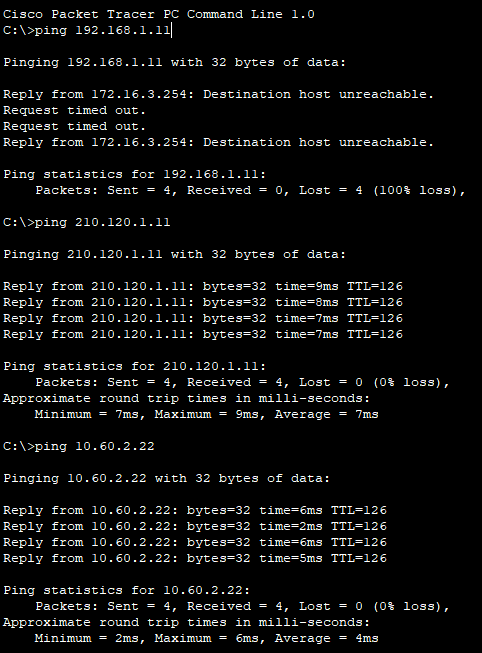 Cisco Packet Tracer PC Command Line 1.0
C:\>ping 192.168.1.11
Pinging 192.168.1.11 with 32 bytes of data:
Reply from 172.16.3.254: Destination host unreachable.
Request timed out.
Request timed out.
Reply from 172.16.3.254: Destination host unreachable.
Ping statistics for 192.168.1.11:
    Packets: Sent = 4, Received = 0, Lost = 4 (100% loss),
C:\>ping 210.120.1.11
Pinging 210.120.1.11 with 32 bytes of data:
Reply from 210.120.1.11: bytes=32 time=9ms TTL=126
Reply from 210.120.1.11: bytes=32 time=8ms TTL=126
Reply from 210.120.1.11: bytes=32 time=7ms TTL=126
Reply from 210.120.1.11: bytes=32 time=7ms TTL=126
Ping statistics for 210.120.1.11:
    Packets: Sent = 4, Received = 4, Lost = 0 (0% loss),
Approximate round trip times in milli-seconds:
    Minimum = 7ms, Maximum = 9ms, Average = 7ms
C:\>ping 10.60.2.22
Pinging 10.60.2.22 with 32 bytes of data:
Reply from 10.60.2.22: bytes=32 time=6ms TTL=126
Reply from 10.60.2.22: bytes=32 time=2ms TTL=126
Reply from 10.60.2.22: bytes=32 time=6ms TTL=126
Reply from 10.60.2.22: bytes=32 time=5ms TTL=126
Ping statistics for 10.60.2.22:
    Packets: Sent = 4, Received = 4, Lost = 0 (0% loss),
Approximate round trip times in milli-seconds:
    Minimum = 2ms, Maximum = 6ms, Average = 4ms